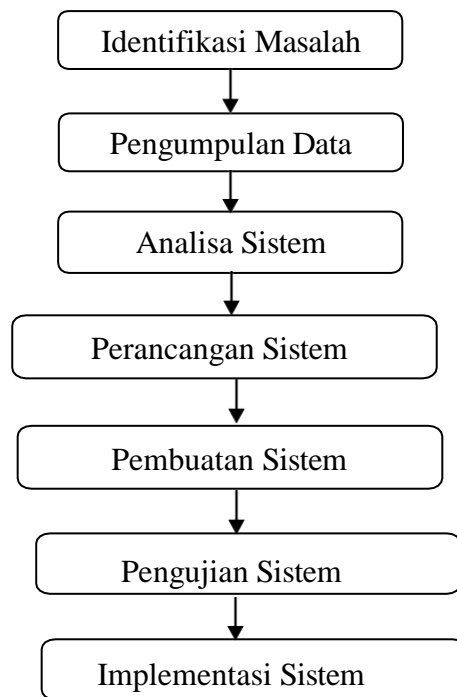 Identifikasi Masalah
Pengumpulan Data
Analisa Sistem
Perancangan Sistem
Pembuatan Sistem
Pengujian Sistem
Implementasi Sistem